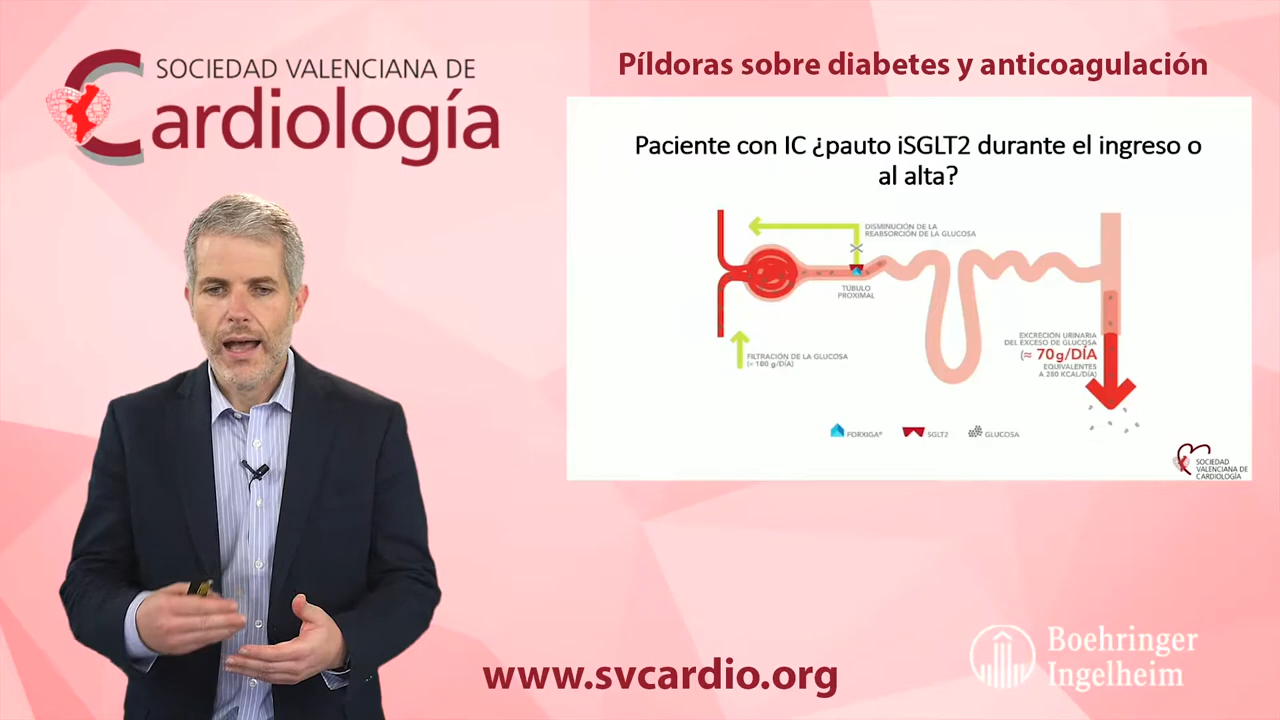 SOCIEDAD VALENCIANA DE
Cardiología
Píldoras sobre diabetes y anticoagulación
Paciente con IC ¿pauto iSGLT2 durante el ingreso o
al alta?
DISMINUCIÓN DE LA
REABSORCIÓN DE LA GLUCOSA
TÚBULO
PROXIMAL
FILTRACIÓN DE LA GLUCOSA
(≈ 180 g/DÍA)
EXCRECIÓN URINARIA
DEL EXCESO DE GLUCOSA
(≈ 70g/DÍA
EQUIVALENTES
A 280 KCAL/DÍA)
FORXIGA®
SGLT2
GLUCOSA
SOCIEDAD
VALENCIANA DE
CARDIOLOGÍA
www.svcardio.org
Boehringer
Ingelheim